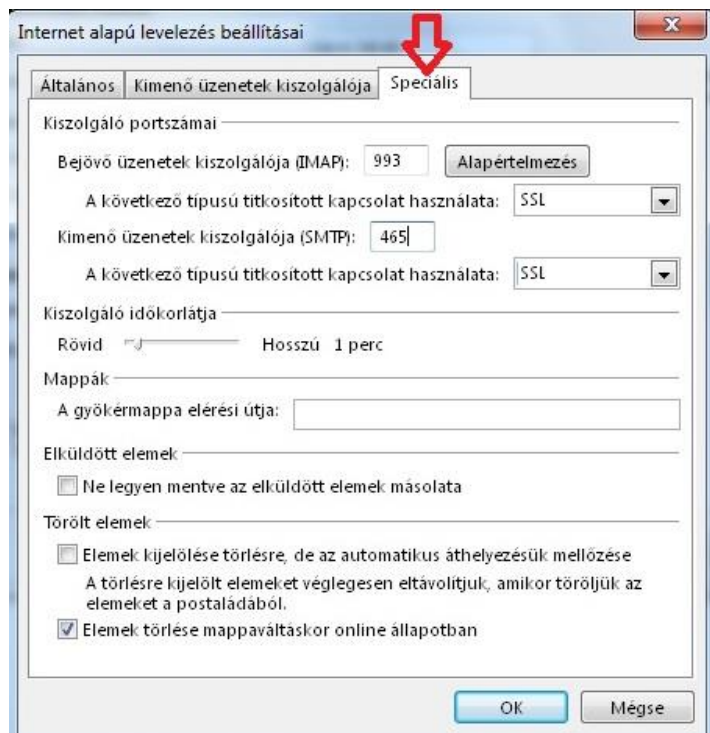 Internet alapú levelezés beállításai
Általános
Kimenő üzenetek kiszolgálója
Speciális
Kiszolgáló portszámai
Bejövő üzenetek kiszolgálója (IMAP): 993 Alapértelmezés
A következő típusú titkosított kapcsolat használata: SSL
Kimenő üzenetek kiszolgálója (SMTP): 465
A következő típusú titkosított kapcsolat használata: SSL
Kiszolgáló időkorlátja
Rövid Hosszú 1 perc
Mappák
A gyökérmappa elérési útja:
Elküldött elemek
Ne legyen mentve az elküldött elemek másolata
Törölt elemek
Elemek kijelölése törlésre, de az automatikus áthelyezésük mellőzése
A törlésre kijelölt elemeket véglegesen eltávolítjuk, amikor töröljük az
elemeket a postaládából.
Elemek törlése mappaváltáskor online állapotban
OK Mégse